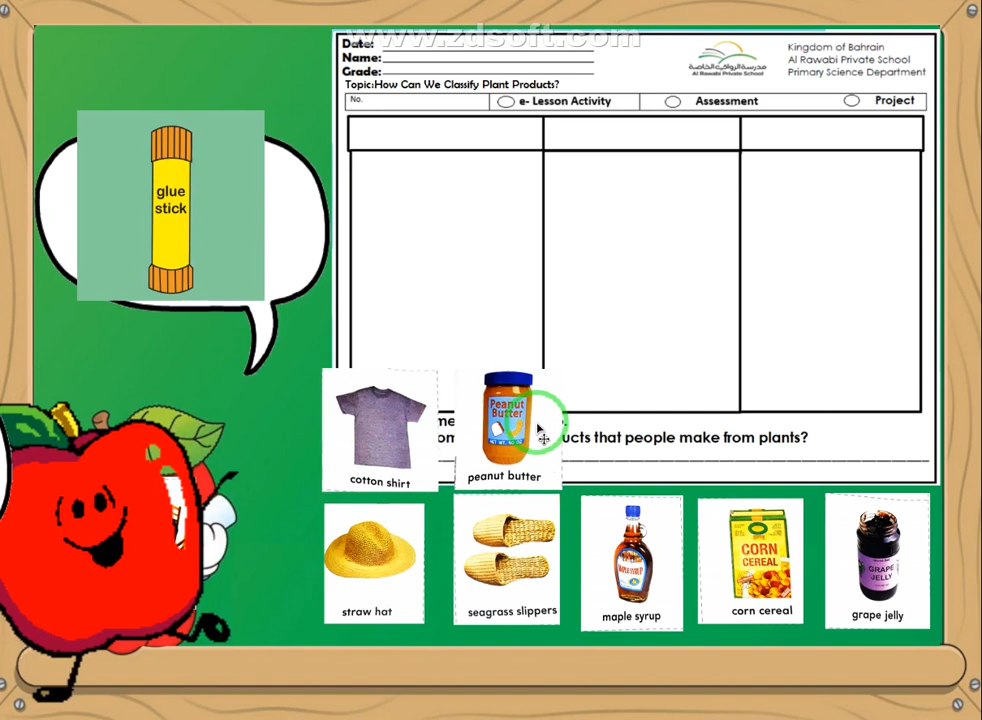 www.zdsoft.com
Date:
Name:
Grade:
Topic:How Can We Classify Plant Products?
مدرسة الروابي الخاصة
Al Rawabi Private School
Kingdom of Bahrain
Al Rawabi Private School
Primary Science Department
No.
e- Lesson Activity
Assessment
Project
glue
stick
ucts that people make from plants?
Peanut
Butter
cotton shirt
peanut butter
MAPLE SYRUP
CORN
CEREAL
GRAPE
JELLY
straw hat
seagrass slippers
maple syrup
corn cereal
grape jelly